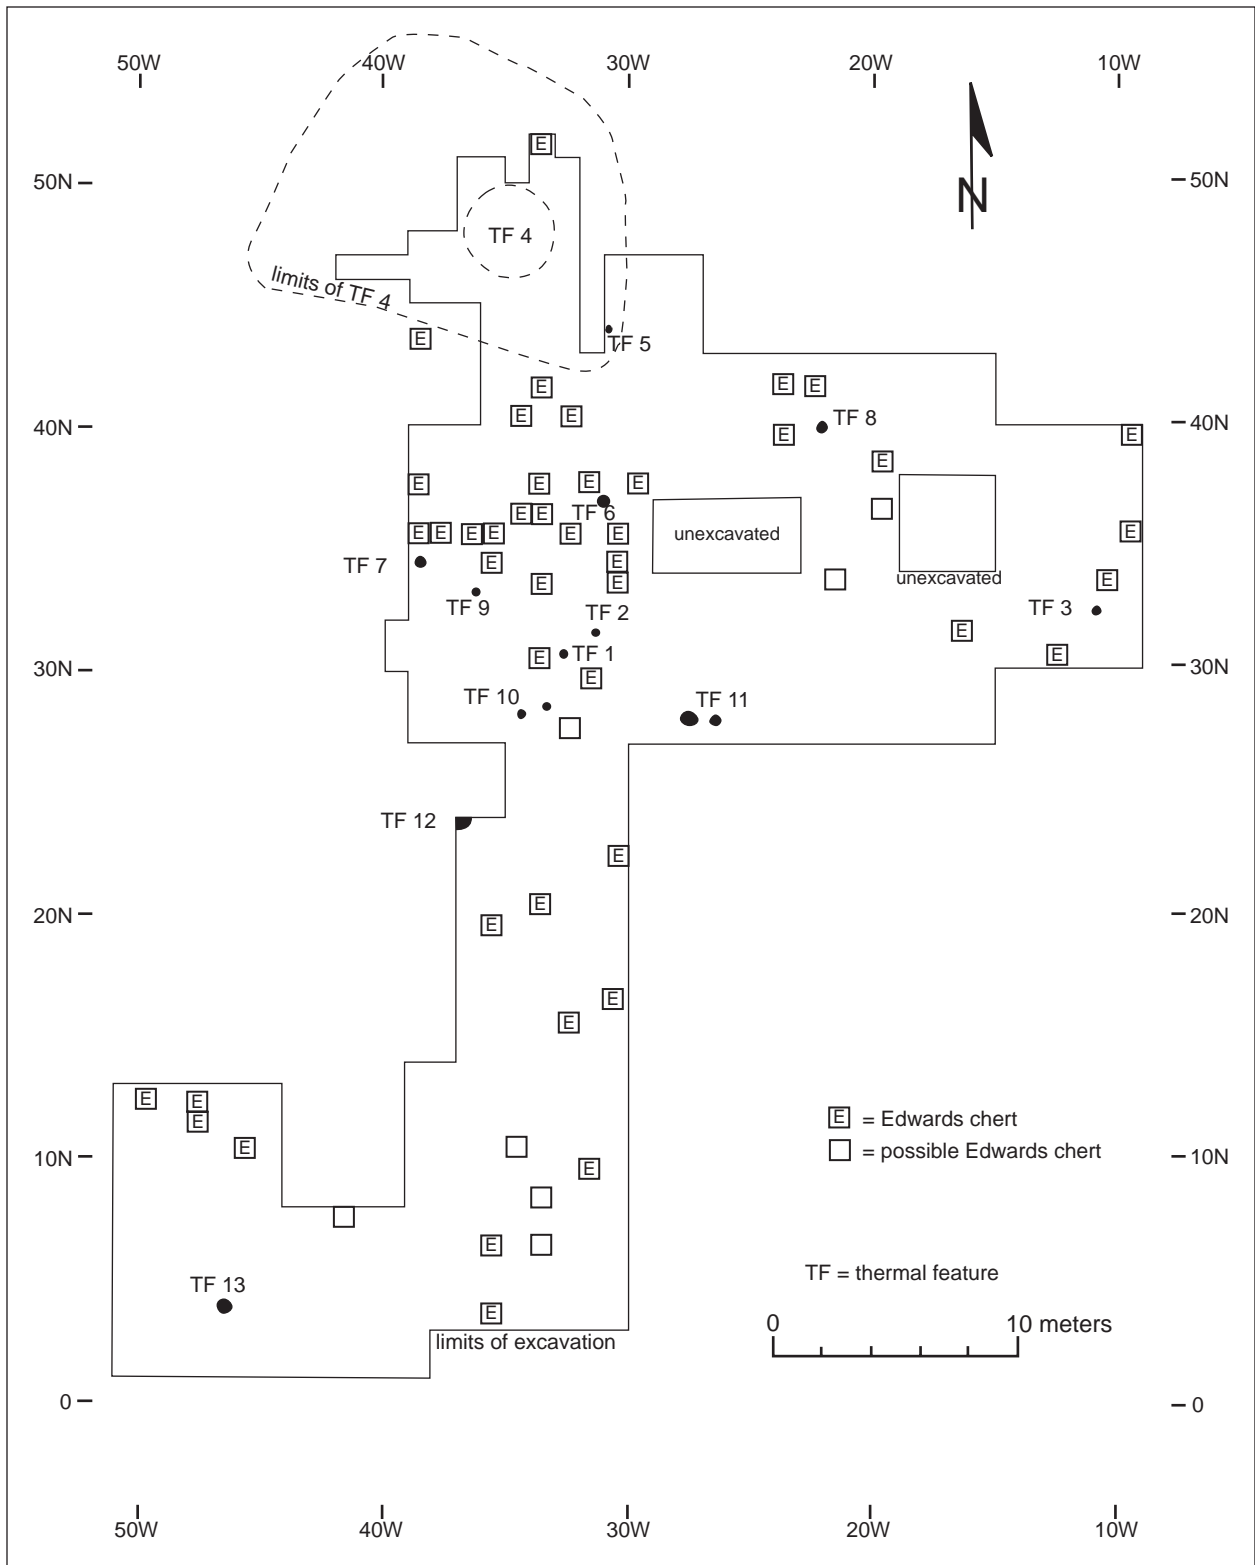 50W 40W 30W 20W 10W
E
50N 50N
TF 4
limits of TF 4
E
TF 5
E E E
E E
TF 8
40N 40N
E E
E
E E E E
E E
TF 6
E E E E E E
unexcavated
E
E E
TF 7
unexcavated
E E E
TF 9
TF 2
TF 3
E
TF 1
E E
30N 30N
E
TF 10
TF 11
TF 12
E
E
20N 20N
E
E
E
E E
E
E = Edwards chert
E
= possible Edwards chert
10N 10N
E
E
TF = thermal feature
TF 13
E
0 10 meters
limits of excavation
0 0
N
50W 40W 30W 20W 10W